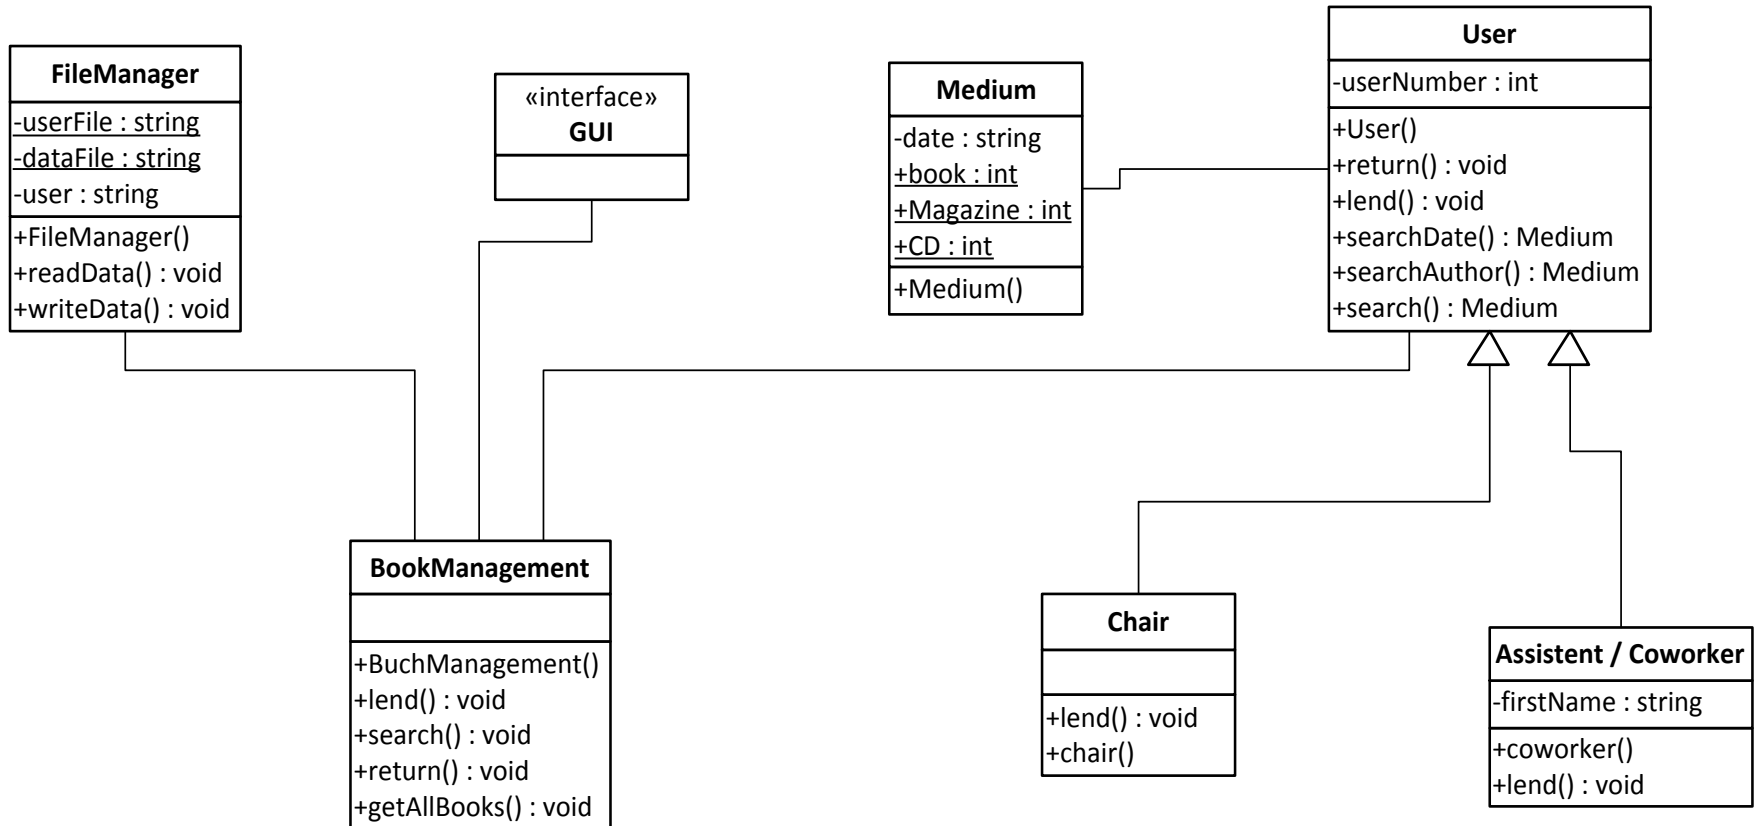 FileManager
-userFile : string
-dataFile : string
-user : string
+FileManager()
+readData() : void
+writeData() : void
«interface»
GUI
Medium
-date : string
+book : int
+Magazine : int
+CD : int
+Medium()
User
-userNumber : int
+User()
+return() : void
+lend() : void
+searchDate() : Medium
+searchAuthor() : Medium
+search() : Medium
BookManagement
+BuchManagement()
+lend() : void
+search() : void
+return() : void
+getAllBooks() : void
Chair
+lend() : void
+chair()
Assistent / Coworker
-firstName : string
+coworker()
+lend() : void